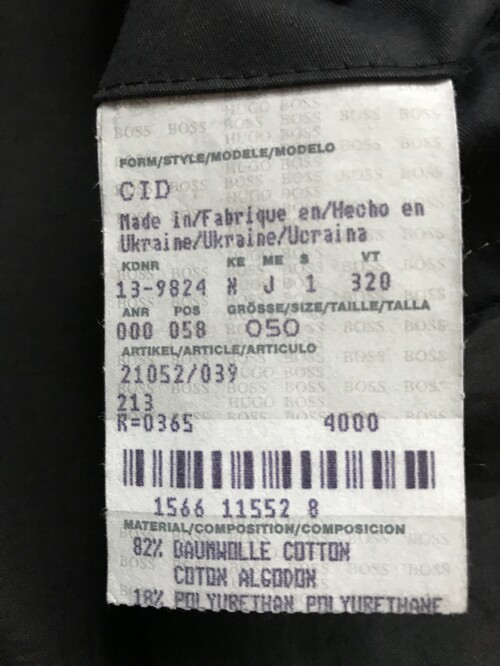 FORM/STYLE/MODELE/MODELO
CID
Made in/Fabrique en/Hecho en
Ukraine/Ukraine/Ucraina
KDNR KE ME S VT
13-9824 N J 1 320
ANR POS GRÖSSE/SIZE/TAILLE/TALLA
000 058 050
ARTIKEL/ARTICLE/ARTICULO
21052/039
213
R=0365 4000
1566 11552 8
MATERIAL/COMPOSITION/COMPOSICION
82% BAUMWOLLE COTTON
COTON ALGODON
18% POLYURETHAN POLYURETHANE